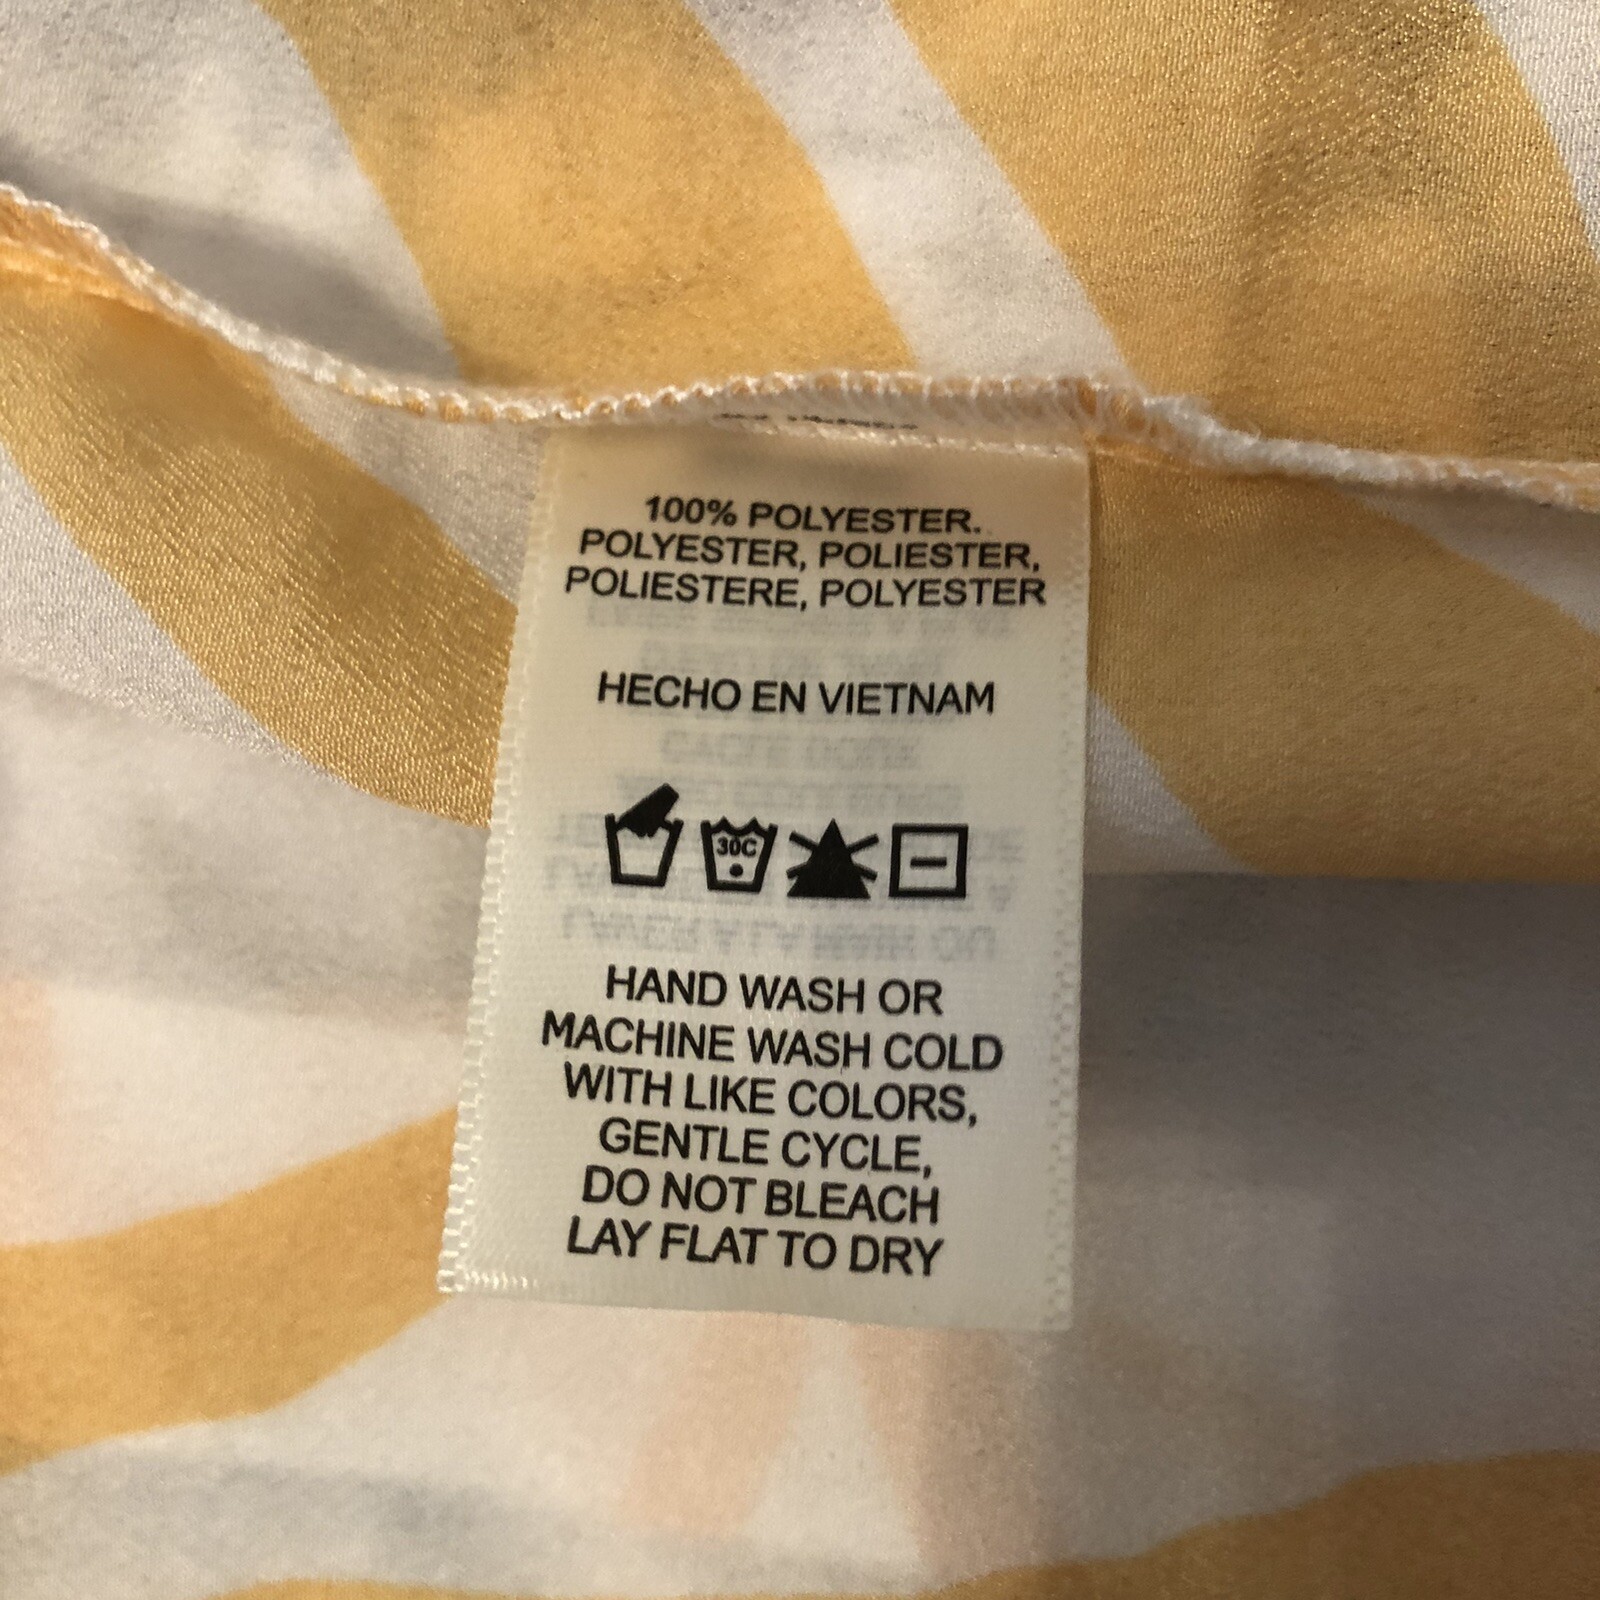 100% POLYESTER.
POLYESTER, POLIESTER,
POLIESTERE, POLYESTER
HECHO EN VIETNAM
30C
HAND WASH OR
MACHINE WASH COLD
WITH LIKE COLORS,
GENTLE CYCLE,
DO NOT BLEACH
LAY FLAT TO DRY